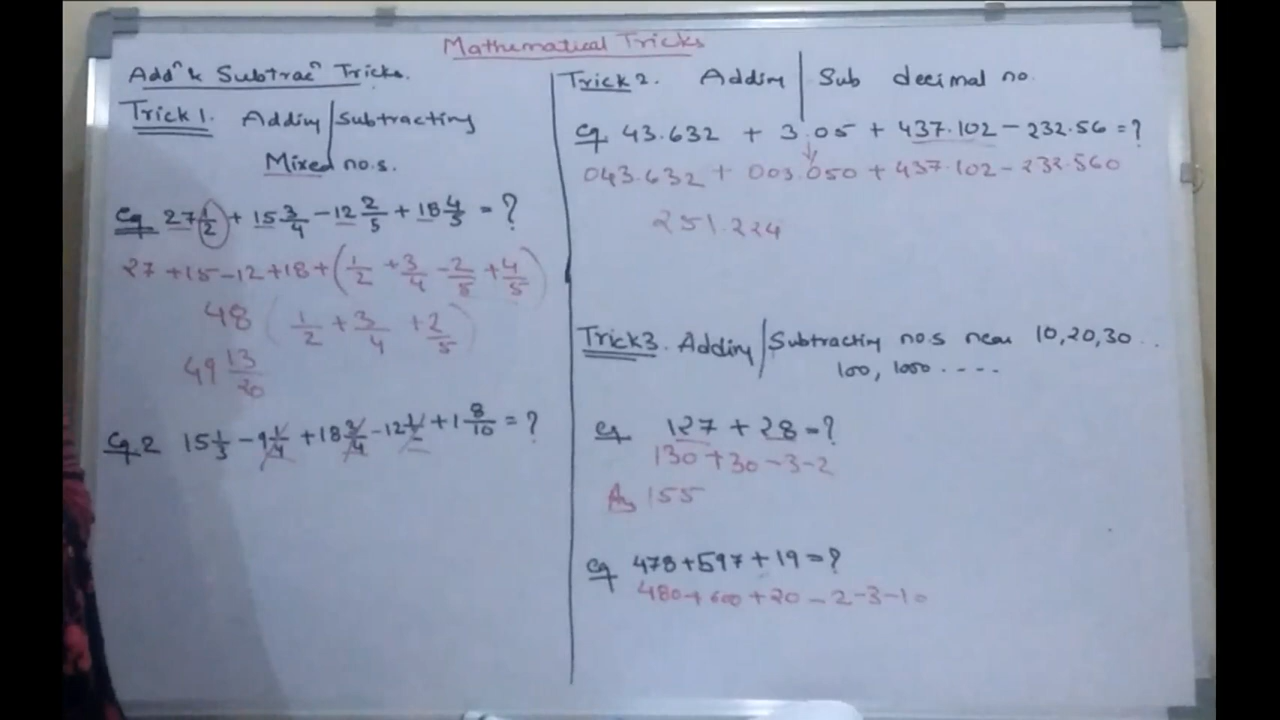 Mathematical Tricks
Addⁿ & Subtracⁿ Tricks.
Trick 1. Adding | Subtracting
Mixed no.s.
eg 27 1/2 + 15 3/4 - 12 2/5 + 18 4/5 = ?
27 + 15 - 12 + 18 + ( 1/2 + 3/4 - 2/5 + 4/5 )
48 ( 1/2 + 3/4 + 2/5 )
49 13/20
eg.2 15 1/3 - 9 1/4 + 18 3/4 - 12 1/2 + 1 8/10 = ?
Trick 2. Adding | Sub decimal no.
eg 43.632 + 3.05 + 437.102 - 232.56 = ?
043.632 + 003.050 + 437.102 - 232.560
251.224
Trick 3. Adding | Subtracting no.s near 10, 20, 30 ..
100, 1000 ....
eg 127 + 28 = ?
130 + 30 - 3 - 2
Ans 155
eg 478 + 597 + 19 = ?
480 + 600 + 20 - 2 - 3 - 10